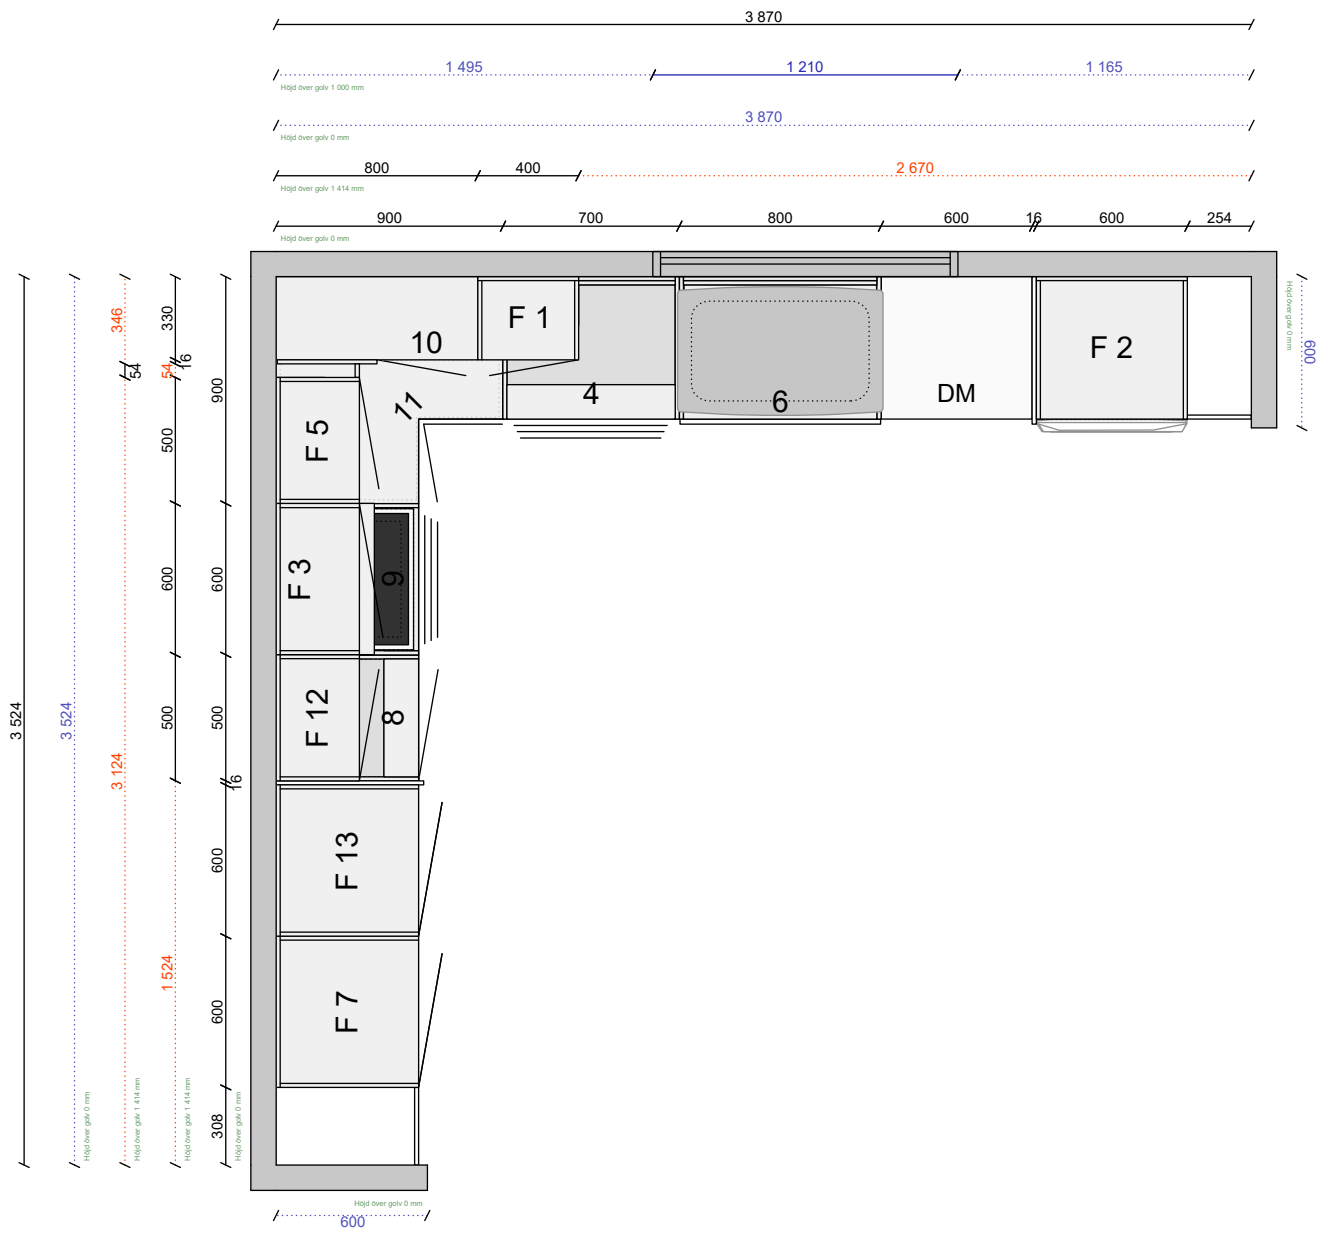 3 870
1 495 1 210 1 165
Höjd över golv 1 000 mm
3 870
Höjd över golv 0 mm
800 400 2 670
Höjd över golv 1 414 mm
900 700 800 600 16 600 254
Höjd över golv 0 mm
3 524
3 524
Höjd över golv 0 mm
346
54
3 124
Höjd över golv 1 414 mm
330
16
54
500
600
500
1 524
Höjd över golv 1 414 mm
900
600
500
16
600
600
308
Höjd över golv 0 mm
10
F 1
4
6
DM
F 2
11
F 5
F 3
9
F 12
8
F 13
F 7
Höjd över golv 0 mm
600
Höjd över golv 0 mm
600